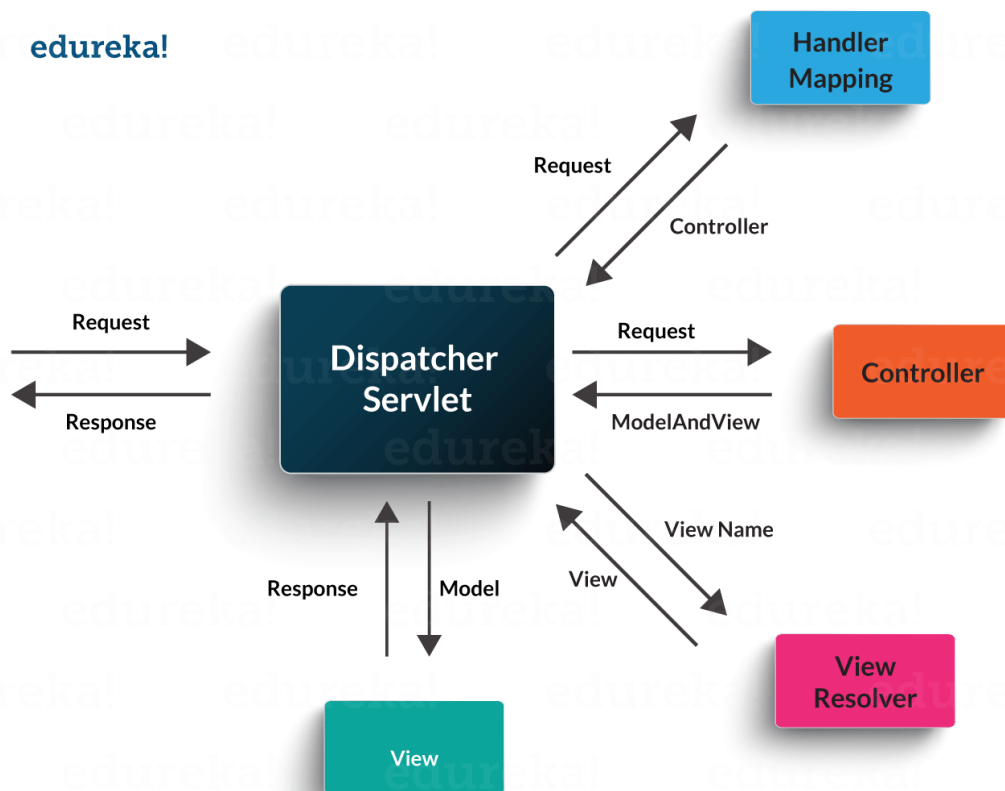 edureka!
Handler
Mapping
Request
Controller
Request
Response
Dispatcher
Servlet
Request
ModelAndView
Controller
View Name
View
Response
Model
View
Resolver
View